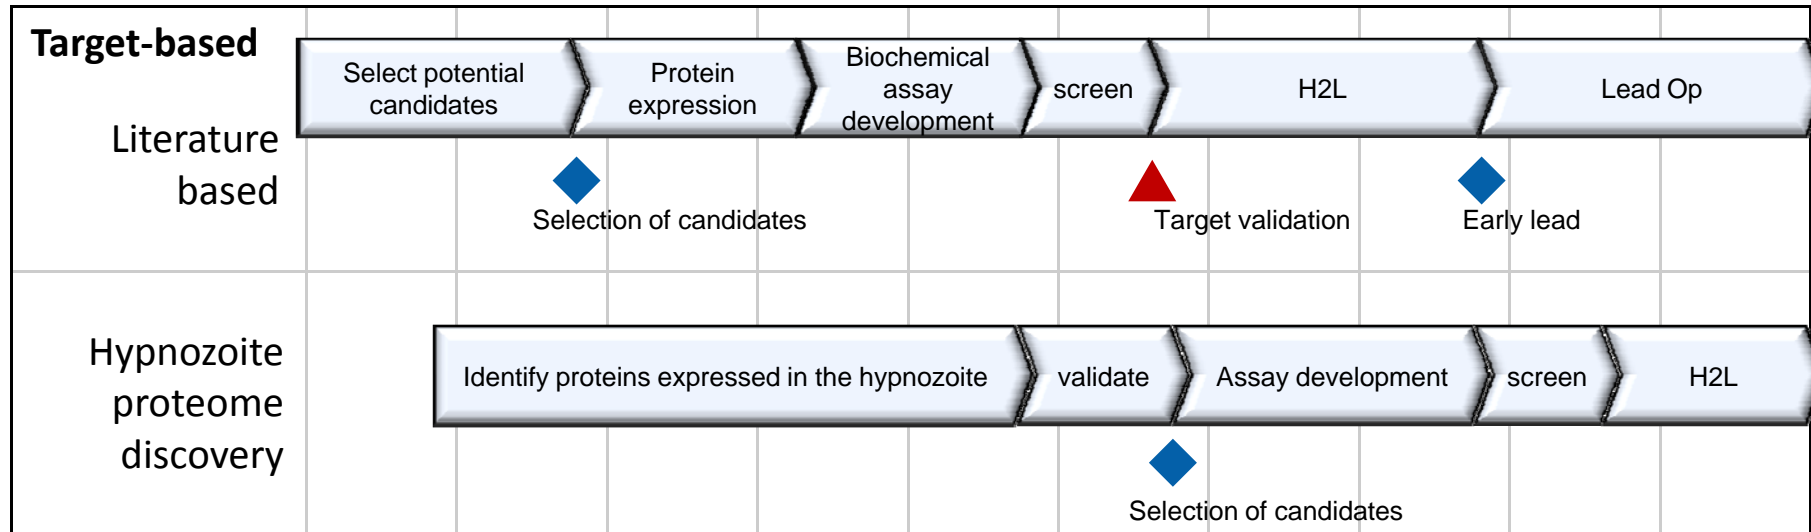 Target-based
Literature
based
Select potential
candidates
Protein
expression
Biochemical
assay
development
screen
H2L
Lead Op
Selection of candidates
Target validation
Early lead
Hypnozoite
proteome
discovery
Identify proteins expressed in the hypnozoite
validate
Assay development
screen
H2L
Selection of candidates